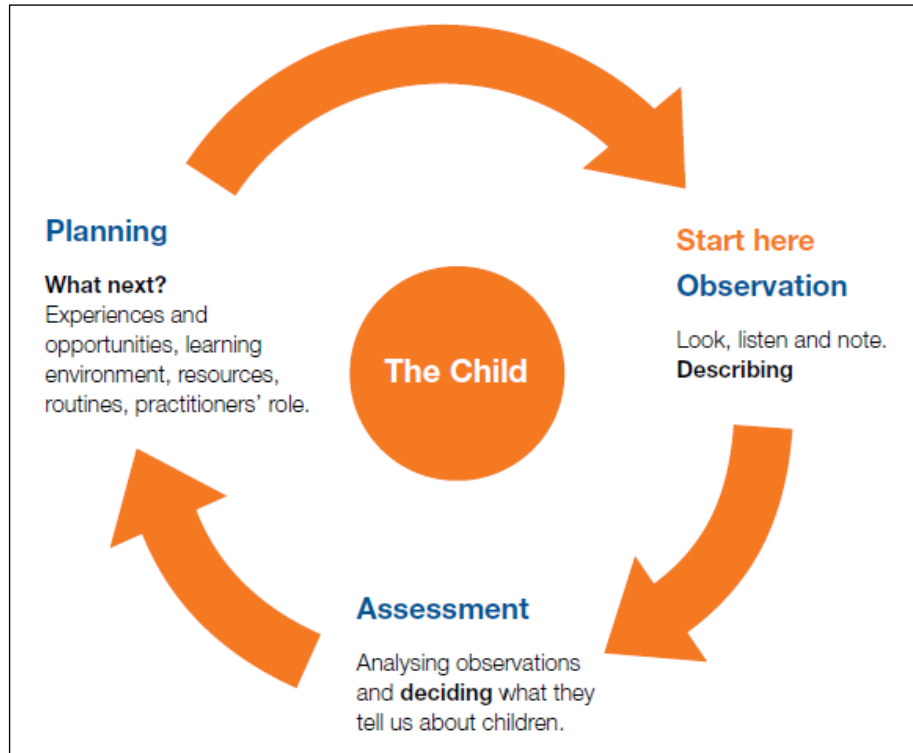 Planning
What next?
Experiences and
opportunities, learning
environment, resources,
routines, practitioners' role.
The Child
Start here
Observation
Look, listen and note.
Describing
Assessment
Analysing observations
and deciding what they
tell us about children.